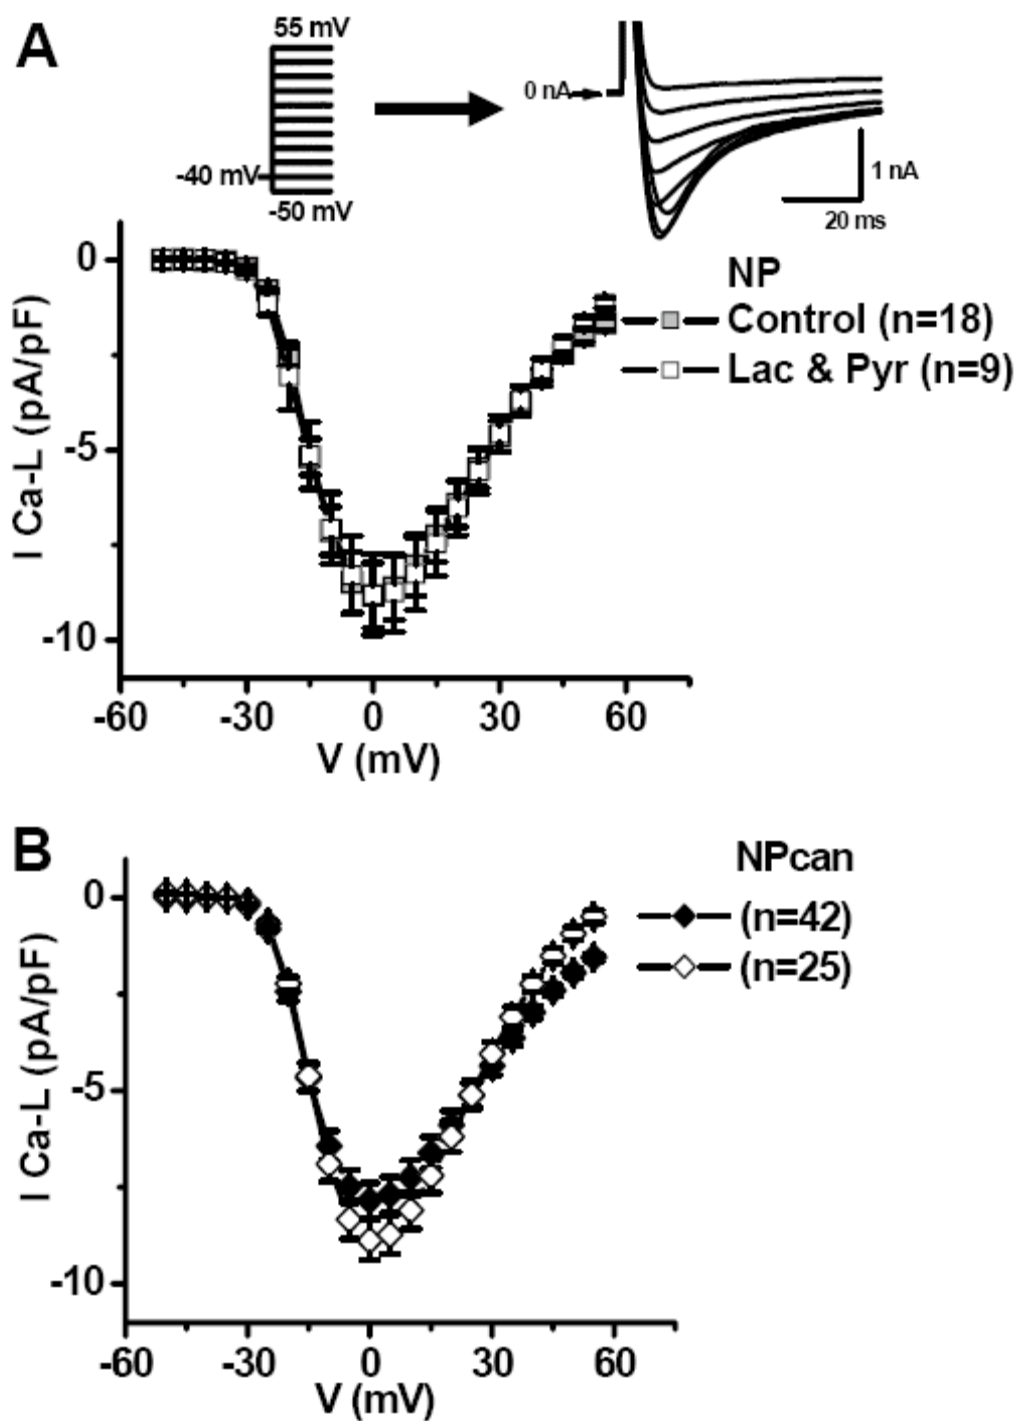 A
55 mV
-40 mV
-50 mV
0 nA
1 nA
20 ms
NP
Control (n=18)
Lac & Pyr (n=9)
I Ca-L (pA/pF)
0
-5
-10
-60 -30 0 30 60
V (mV)
B
NPcan
(n=42)
(n=25)
I Ca-L (pA/pF)
0
-5
-10
-60 -30 0 30 60
V (mV)